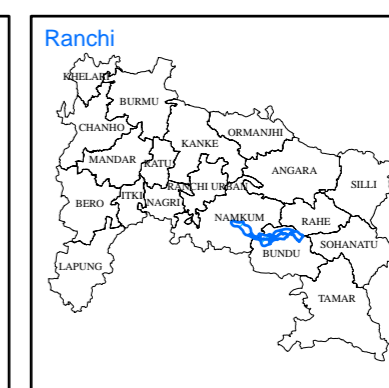 Ranchi
KHELARI
BURMU
CHANHO
ORMANJHI
KANKE
MANDAR
RATU
ANGARA
SILLI
RANCHI URBAN
ITKI
BERO
NAGRI
NAMKUM
RAHE
SOHANATU
BUNDU
LAPUNG
TAMAR